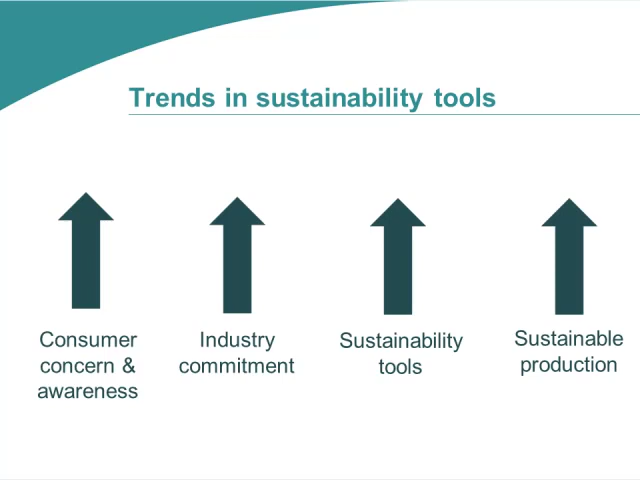 Trends in sustainability tools
Consumer
concern &
awareness
Industry
commitment
Sustainability
tools
Sustainable
production